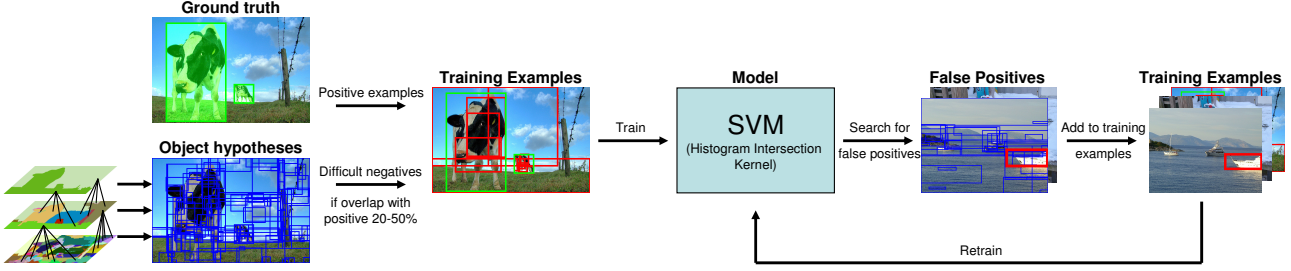 Ground truth
Positive examples
Object hypotheses
Difficult negatives
if overlap with
positive 20-50%
Training Examples
Train
Model
SVM
(Histogram Intersection
Kernel)
Search for
false positives
False Positives
Add to training
examples
Training Examples
Retrain